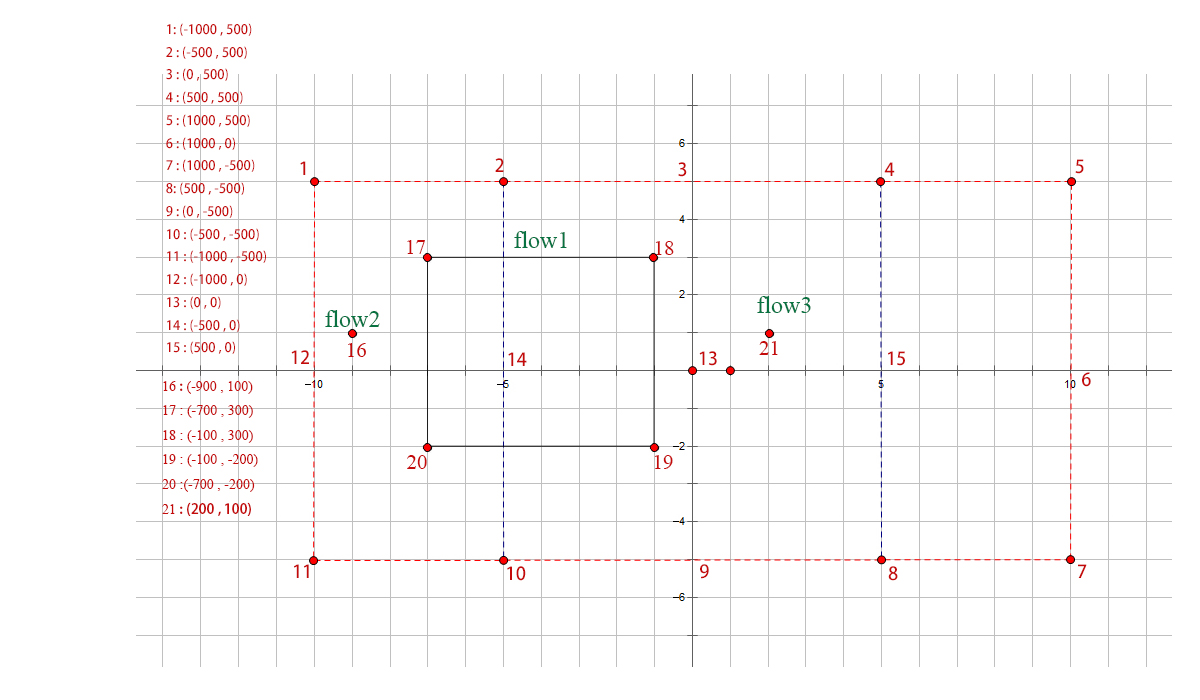 1: (-1000 , 500)
2 : (-500 , 500)
3 : (0 , 500)
4 : (500 , 500)
5 : (1000 , 500)
6 : (1000 , 0)
7 : (1000 , -500)
8: (500 , -500)
9 : (0 , -500)
10 : (-500 , -500)
11 : (-1000 , -500)
12 : (-1000 , 0)
13 : (0 , 0)
14 : (-500 , 0)
15 : (500 , 0)
16 : (-900 , 100)
17 : (-700 , 300)
18 : (-100 , 300)
19 : (-100 , -200)
20 :(-700 , -200)
21 : (200 , 100)
6
1 2 3 4 5
4
17 flow1 18
2
flow2 flow3
16 21
12 14 13 15
−10 −5 5 10 6
−2
20 19
−4
11 10 9 8 7
−6